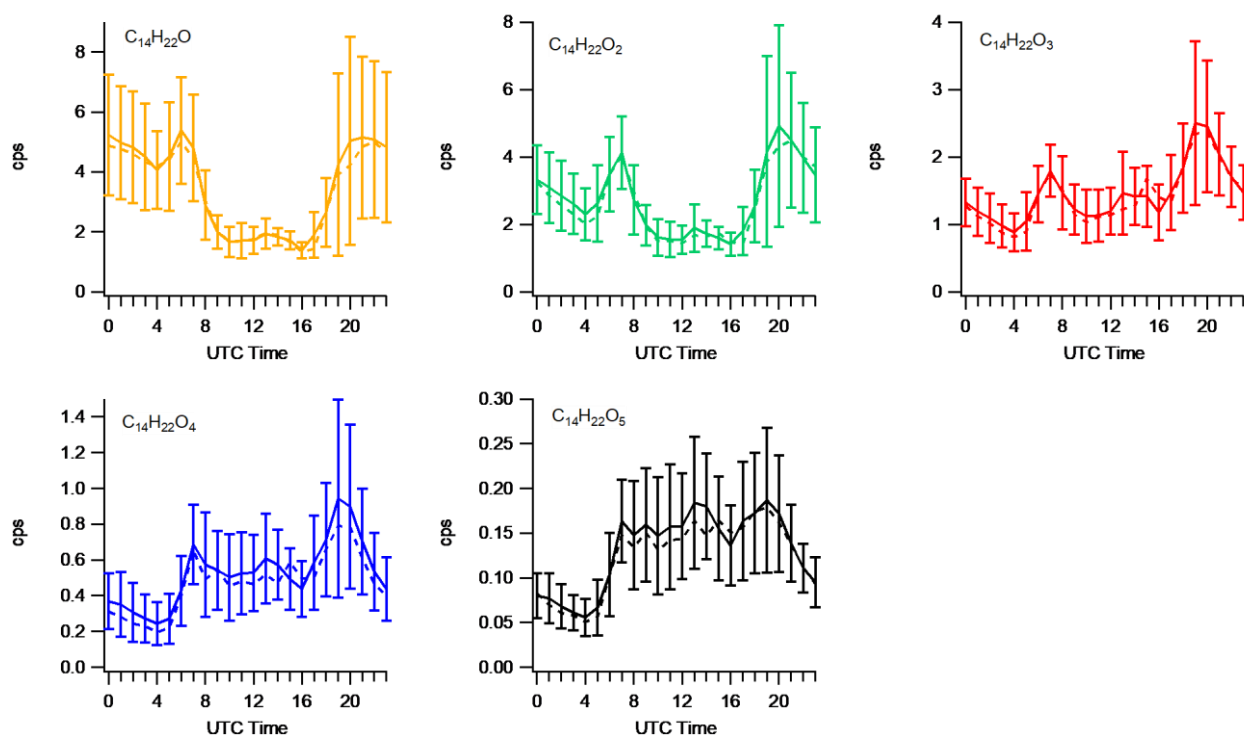 C₁₄H₂₂O
8
6
4
2
0
cps
0 4 8 12 16 20
UTC Time
C₁₄H₂₂O₂
8
6
4
2
0
cps
0 4 8 12 16 20
UTC Time
C₁₄H₂₂O₃
4
3
2
1
0
cps
0 4 8 12 16 20
UTC Time
C₁₄H₂₂O₄
1.4
1.2
1.0
0.8
0.6
0.4
0.2
0.0
cps
0 4 8 12 16 20
UTC Time
C₁₄H₂₂O₅
0.30
0.25
0.20
0.15
0.10
0.05
0.00
cps
0 4 8 12 16 20
UTC Time